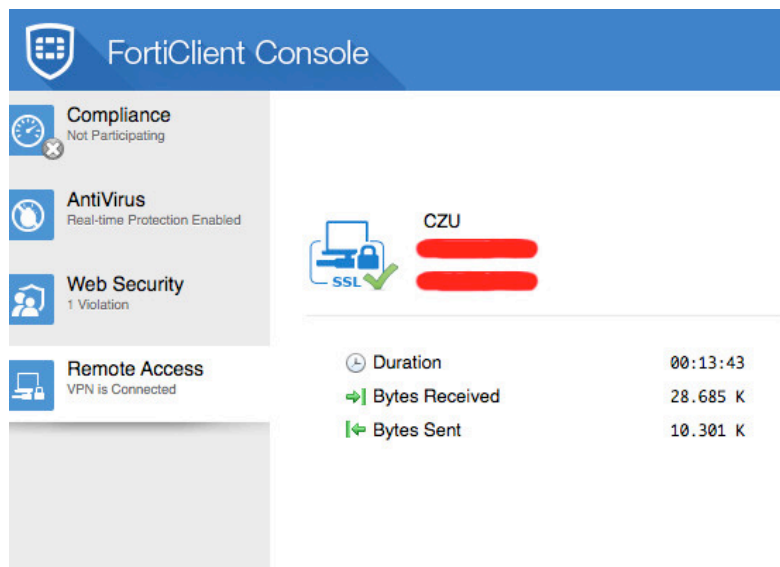 FortiClient Console
Compliance
Not Participating
AntiVirus
Real-time Protection Enabled
Web Security
1 Violation
Remote Access
VPN is Connected
CZU
SSL
Duration 00:13:43
Bytes Received 28.685 K
Bytes Sent 10.301 K